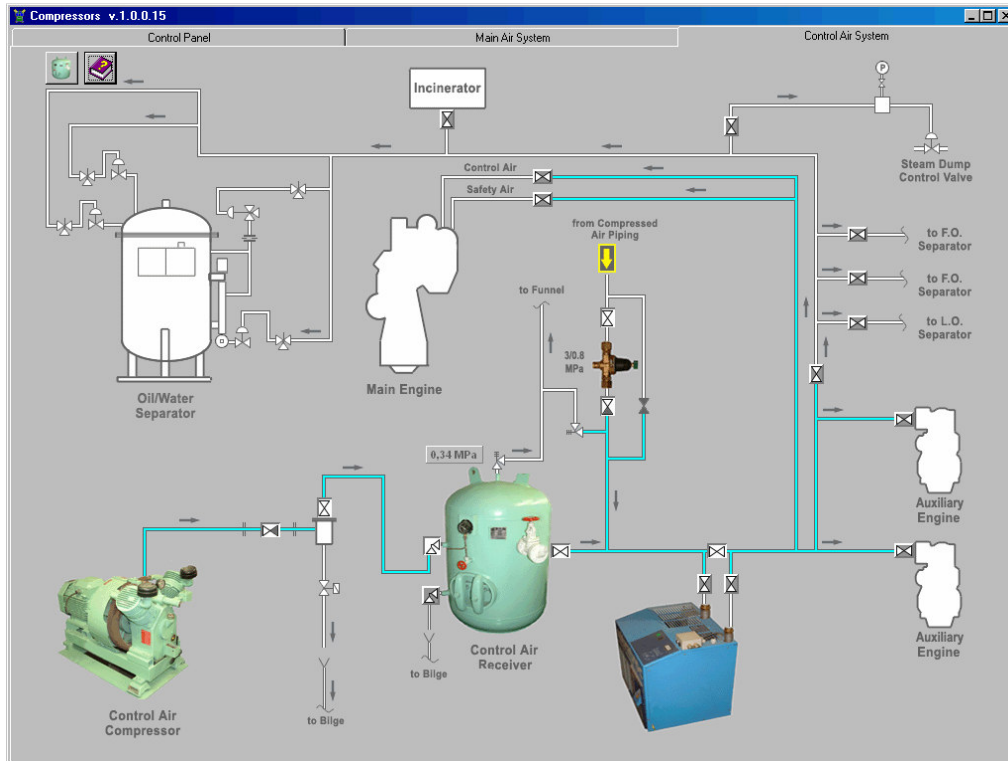 Compressors v.1.0.0.15
Control Panel
Main Air System
Control Air System
Incinerator
P
Steam Dump
Control Valve
Control Air
Safety Air
from Compressed
Air Piping
to F.O.
Separator
to F.O.
Separator
to L.O.
Separator
to Funnel
3/0.8
MPa
Main Engine
Oil/Water
Separator
0,34 MPa
Auxiliary
Engine
Auxiliary
Engine
Control Air
Receiver
to Bilge
Control Air
Compressor
to Bilge